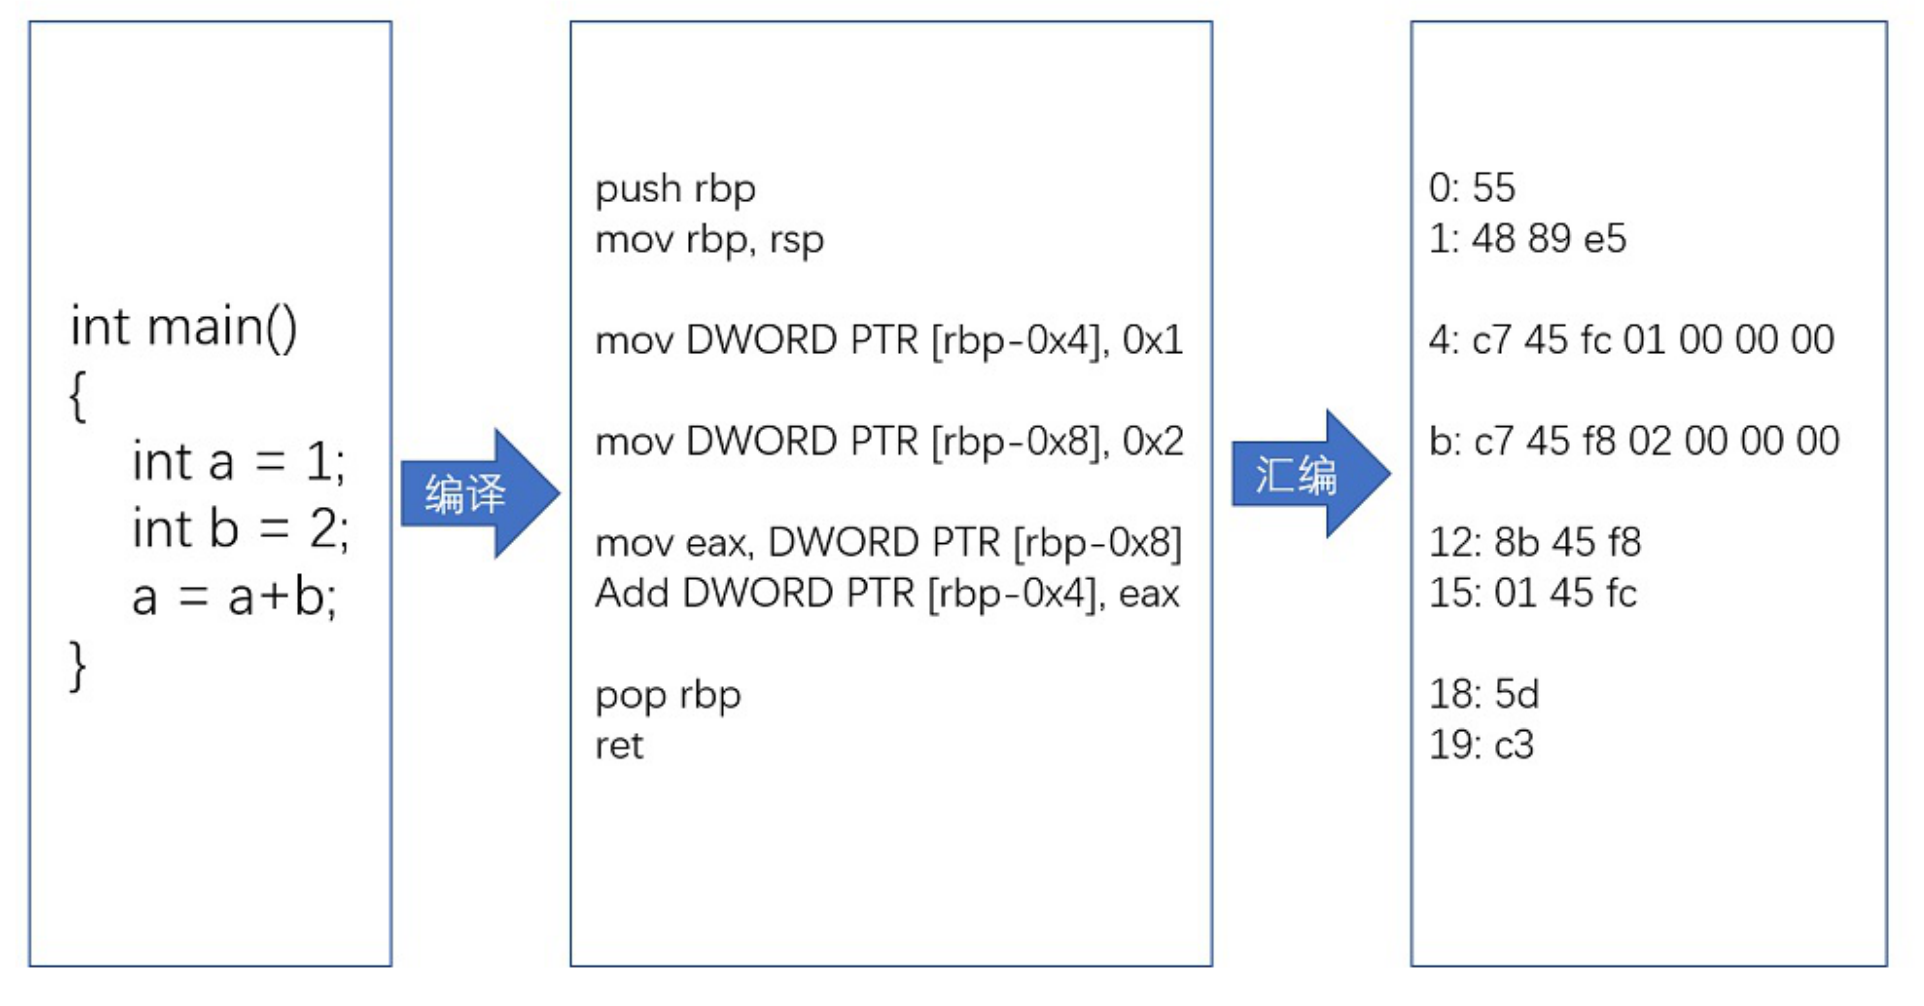 int main()
{
int a = 1;
int b = 2;
a = a+b;
}
编译
push rbp
mov rbp, rsp
mov DWORD PTR [rbp-0x4], 0x1
mov DWORD PTR [rbp-0x8], 0x2
mov eax, DWORD PTR [rbp-0x8]
Add DWORD PTR [rbp-0x4], eax
pop rbp
ret
汇编
0: 55
1: 48 89 e5
4: c7 45 fc 01 00 00 00
b: c7 45 f8 02 00 00 00
12: 8b 45 f8
15: 01 45 fc
18: 5d
19: c3